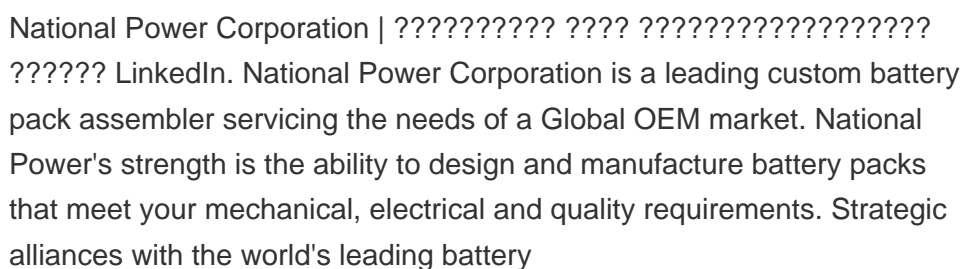 National Power Corporation | ?????????? ???? ??????????????????
?????? LinkedIn. National Power Corporation is a leading custom battery
pack assembler servicing the needs of a Global OEM market. National
Power's strength is the ability to design and manufacture battery packs
that meet your mechanical, electrical and quality requirements. Strategic
alliances with the world's leading battery